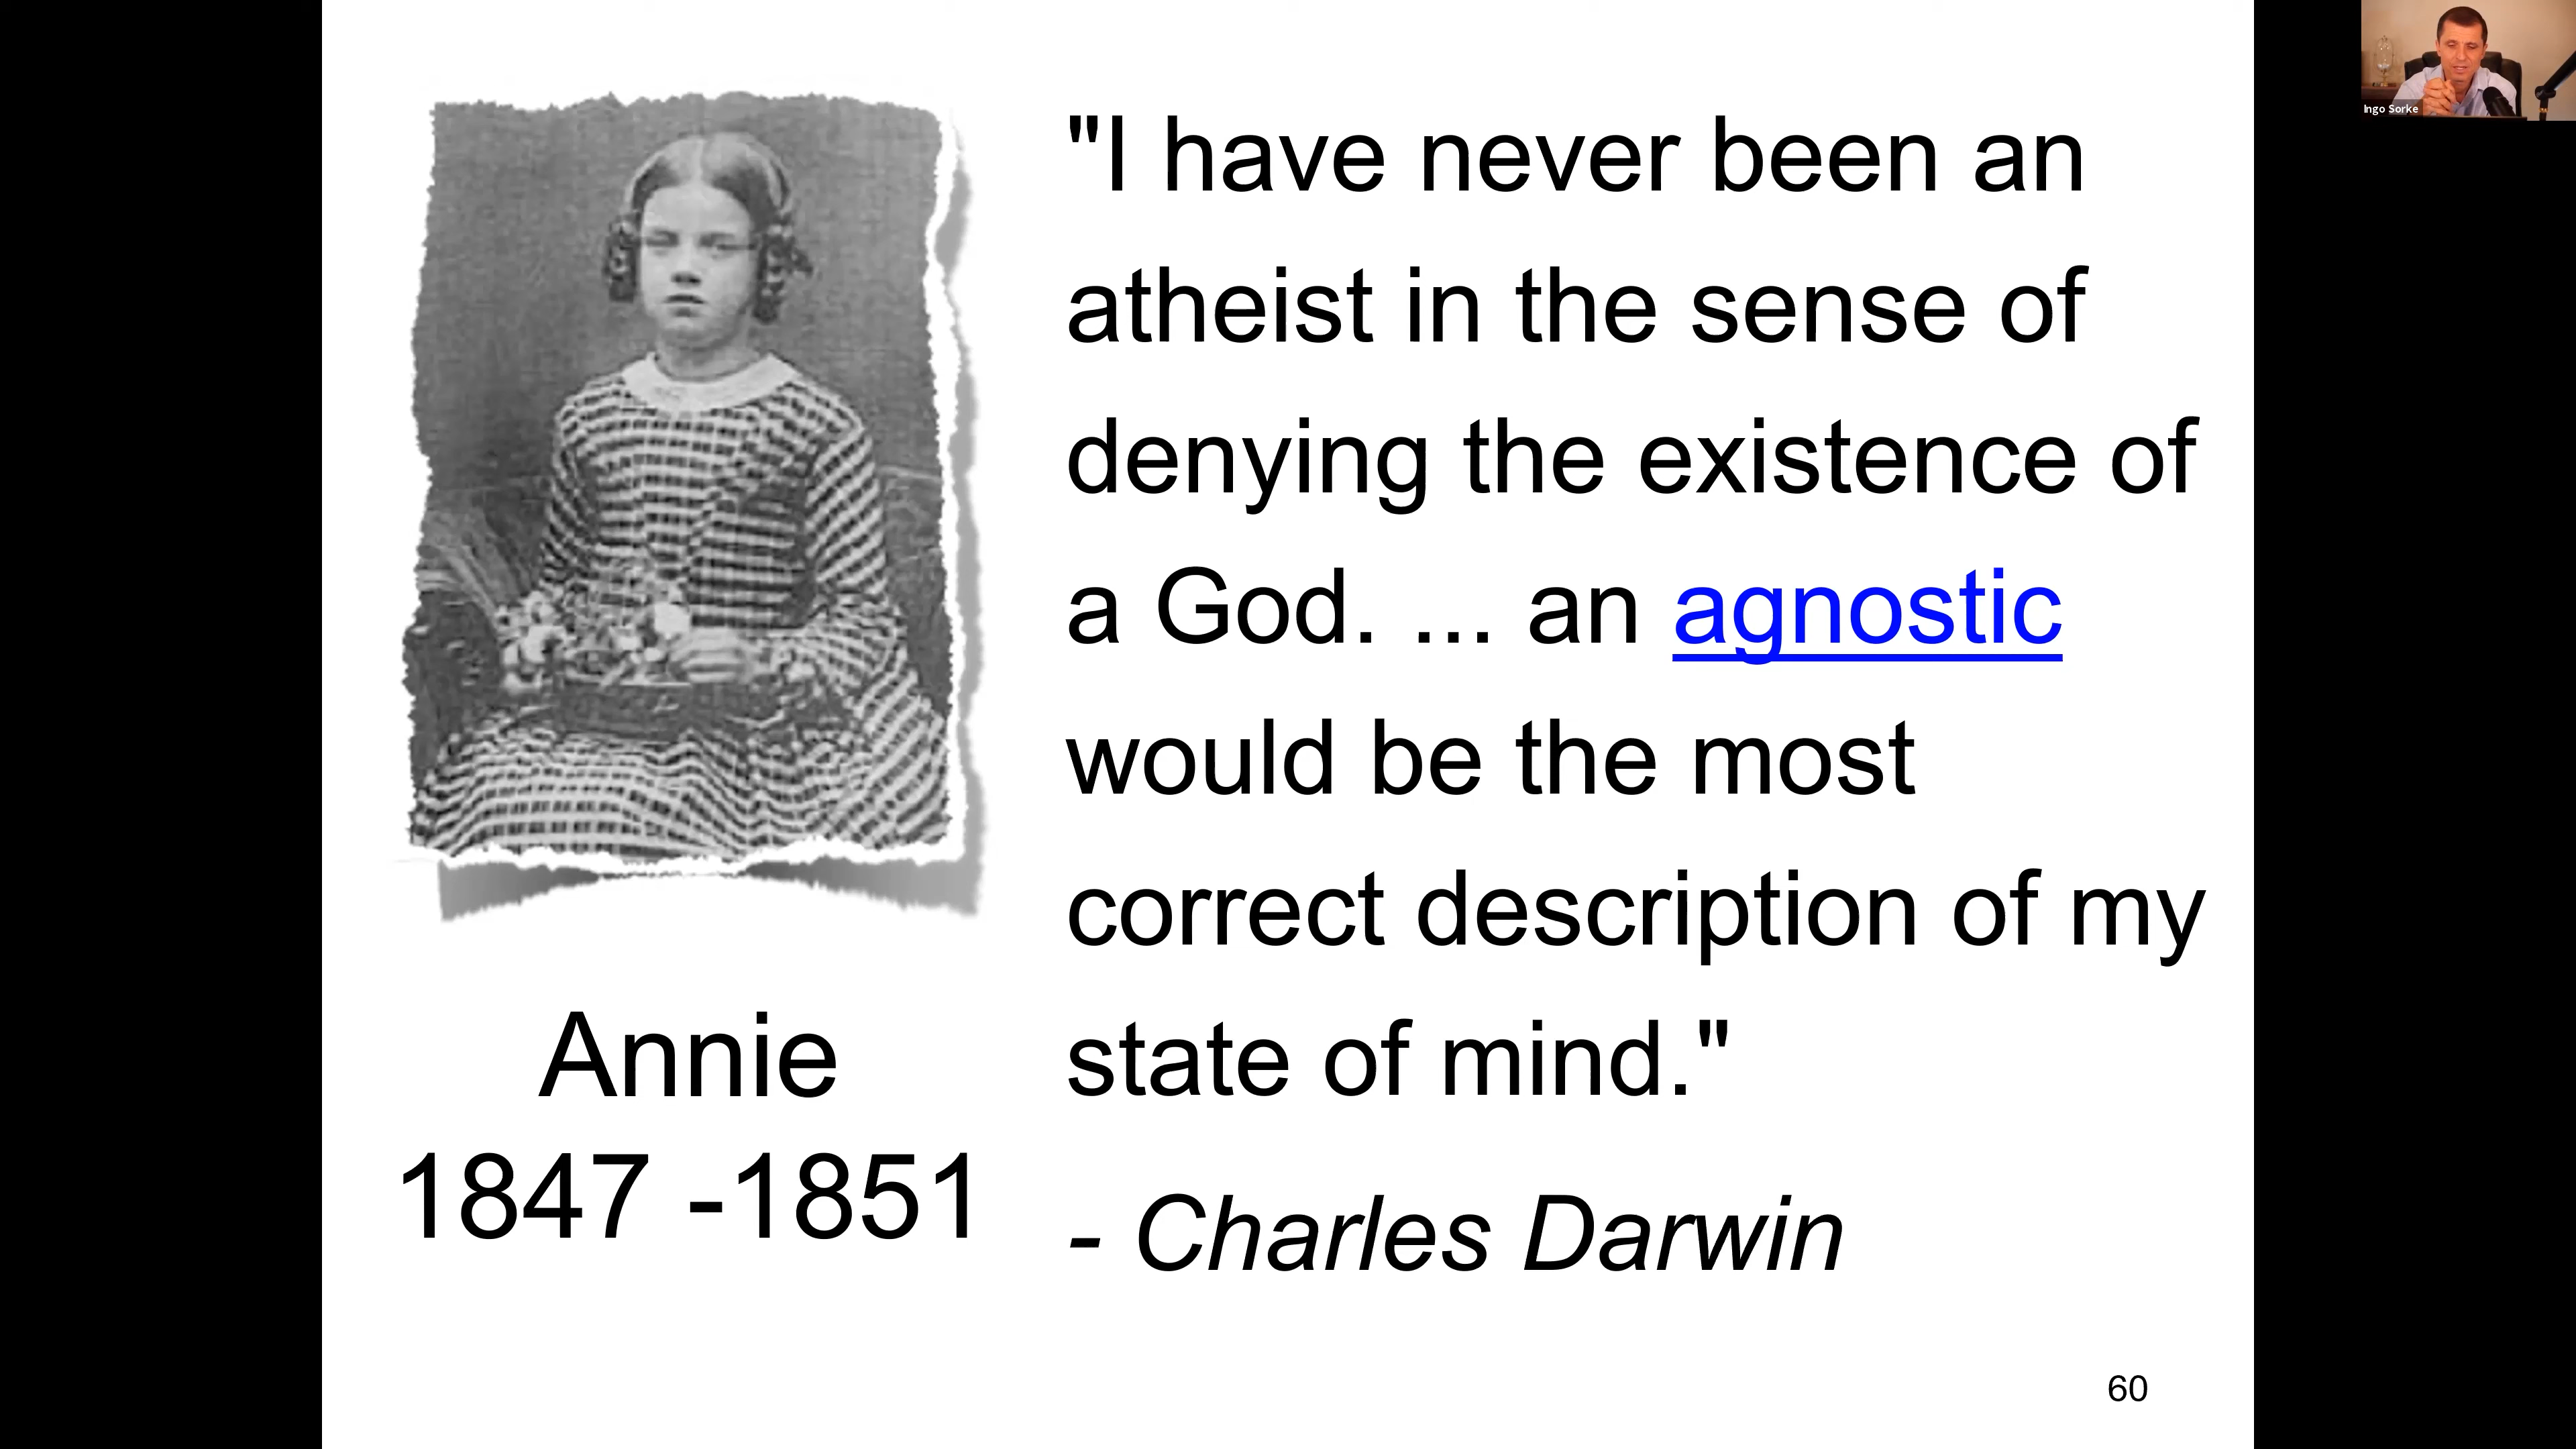 Ingo Sorke
"I have never been an
atheist in the sense of
denying the existence of
a God. ... an agnostic
would be the most
correct description of my
state of mind."
- Charles Darwin
Annie
1847 -1851
60